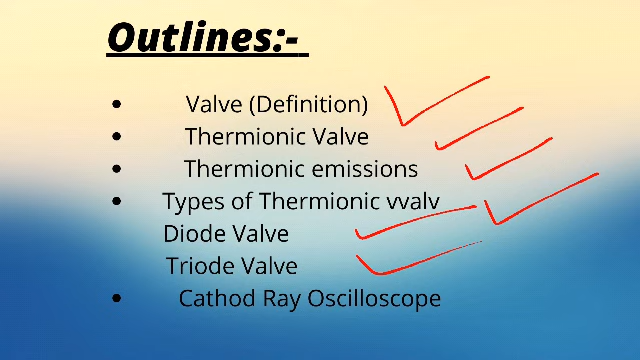 Outlines:-
• Valve (Definition)
• Thermionic Valve
• Thermionic emissions
• Types of Thermionic vvalv
Diode Valve
Triode Valve
• Cathod Ray Oscilloscope